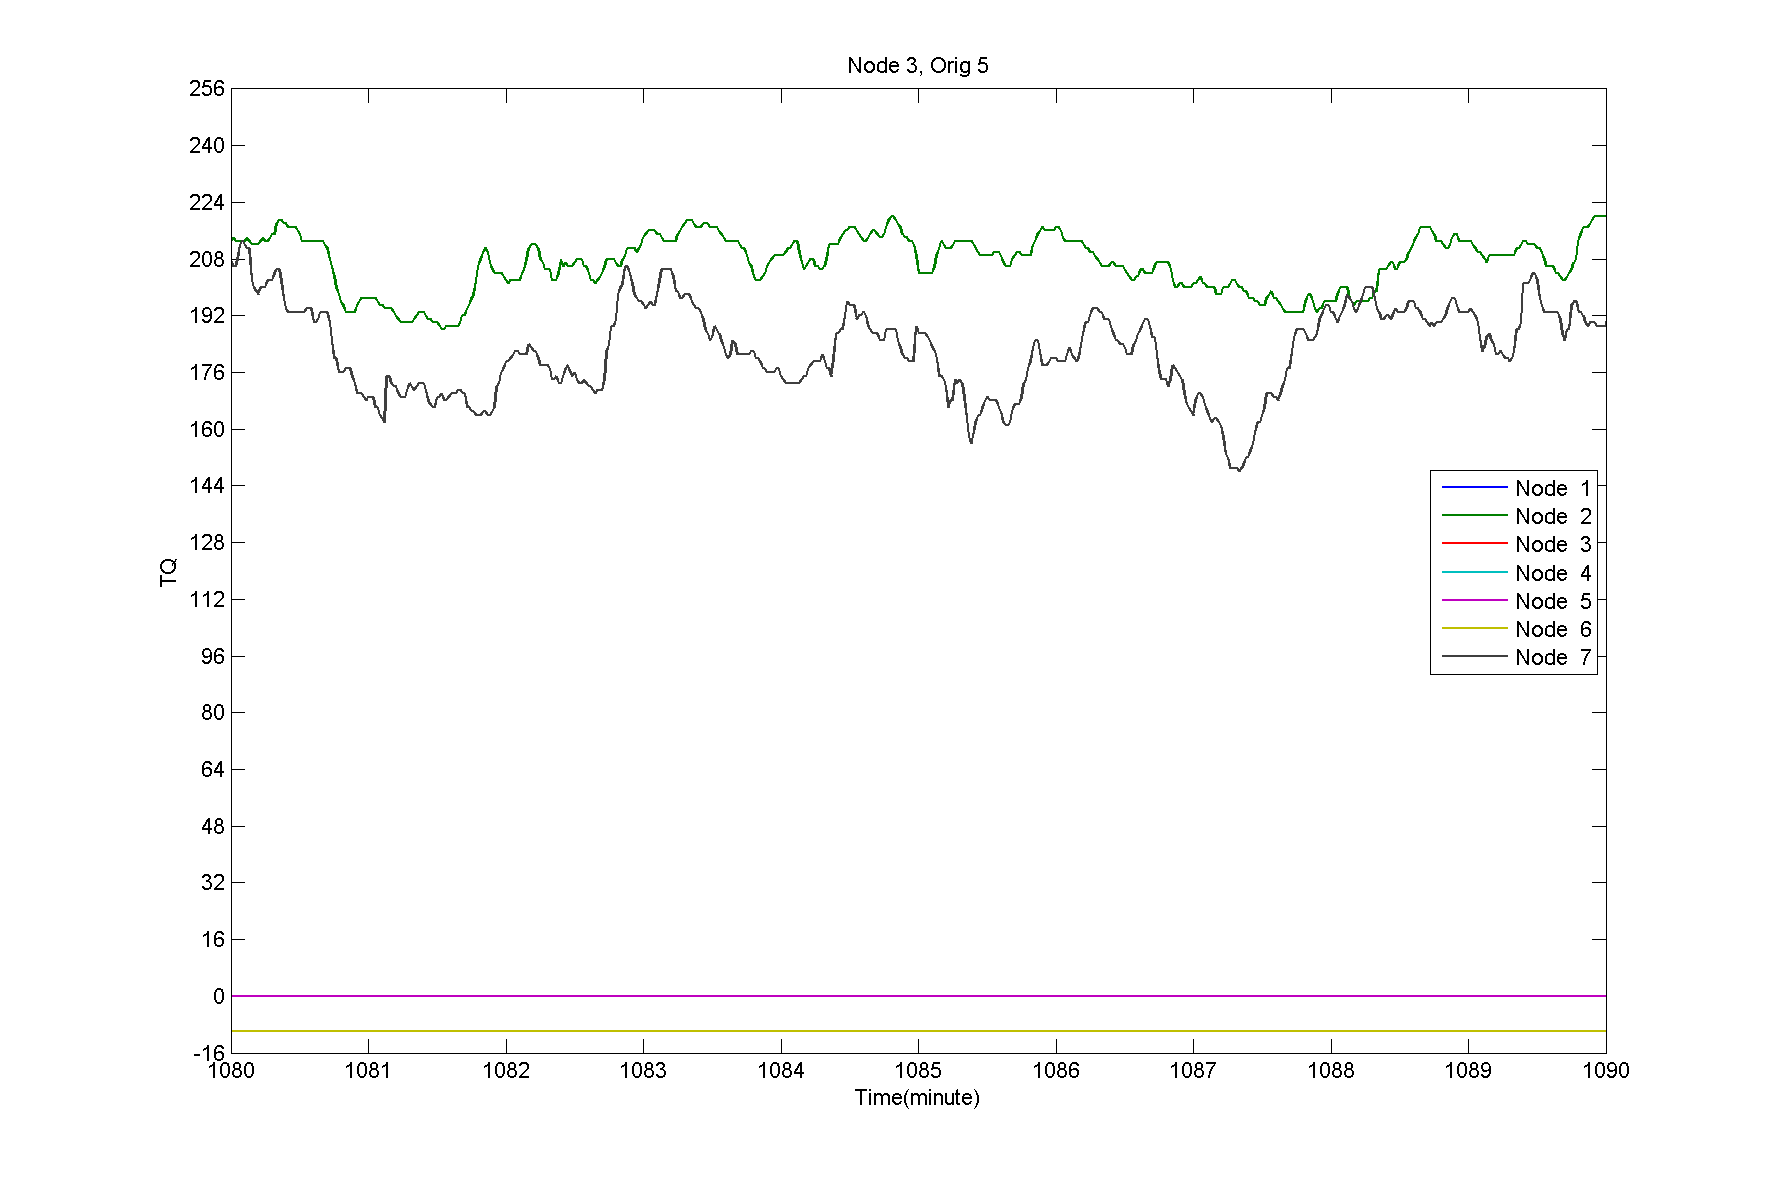 Node 3, Orig 5
256
240
224
208
192
176
160
144
128
112
96
80
64
48
32
16
0
-16
TQ
Node 1
Node 2
Node 3
Node 4
Node 5
Node 6
Node 7
1080 1081 1082 1083 1084 1085 1086 1087 1088 1089 1090
Time(minute)